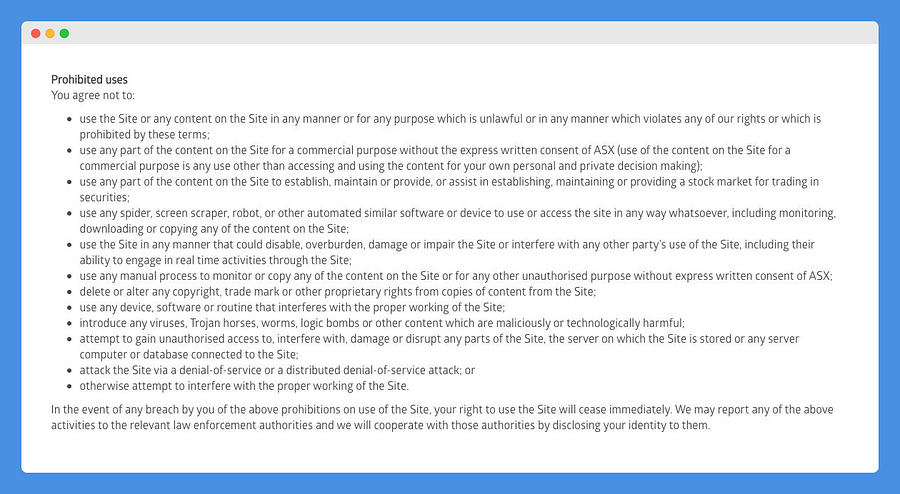 Prohibited uses
You agree not to:
• use the Site or any content on the Site in any manner or for any purpose which is unlawful or in any manner which violates any of our rights or which is
prohibited by these terms;
• use any part of the content on the Site for a commercial purpose without the express written consent of ASX (use of the content on the Site for a
commercial purpose is any use other than accessing and using the content for your own personal and private decision making);
• use any part of the content on the Site to establish, maintain or provide, or assist in establishing, maintaining or providing a stock market for trading in
securities;
• use any spider, screen scraper, robot, or other automated similar software or device to use or access the site in any way whatsoever, including monitoring,
downloading or copying any of the content on the Site;
• use the Site in any manner that could disable, overburden, damage or impair the Site or interfere with any other party's use of the Site, including their
ability to engage in real time activities through the Site;
• use any manual process to monitor or copy any of the content on the Site or for any other unauthorised purpose without express written consent of ASX;
• delete or alter any copyright, trade mark or other proprietary rights from copies of content from the Site;
• use any device, software or routine that interferes with the proper working of the Site;
• introduce any viruses, Trojan horses, worms, logic bombs or other content which are maliciously or technologically harmful;
• attempt to gain unauthorised access to, interfere with, damage or disrupt any parts of the Site, the server on which the Site is stored or any server
computer or database connected to the Site;
• attack the Site via a denial-of-service or a distributed denial-of-service attack; or
• otherwise attempt to interfere with the proper working of the Site.
In the event of any breach by you of the above prohibitions on use of the Site, your right to use the Site will cease immediately. We may report any of the above
activities to the relevant law enforcement authorities and we will cooperate with those authorities by disclosing your identity to them.